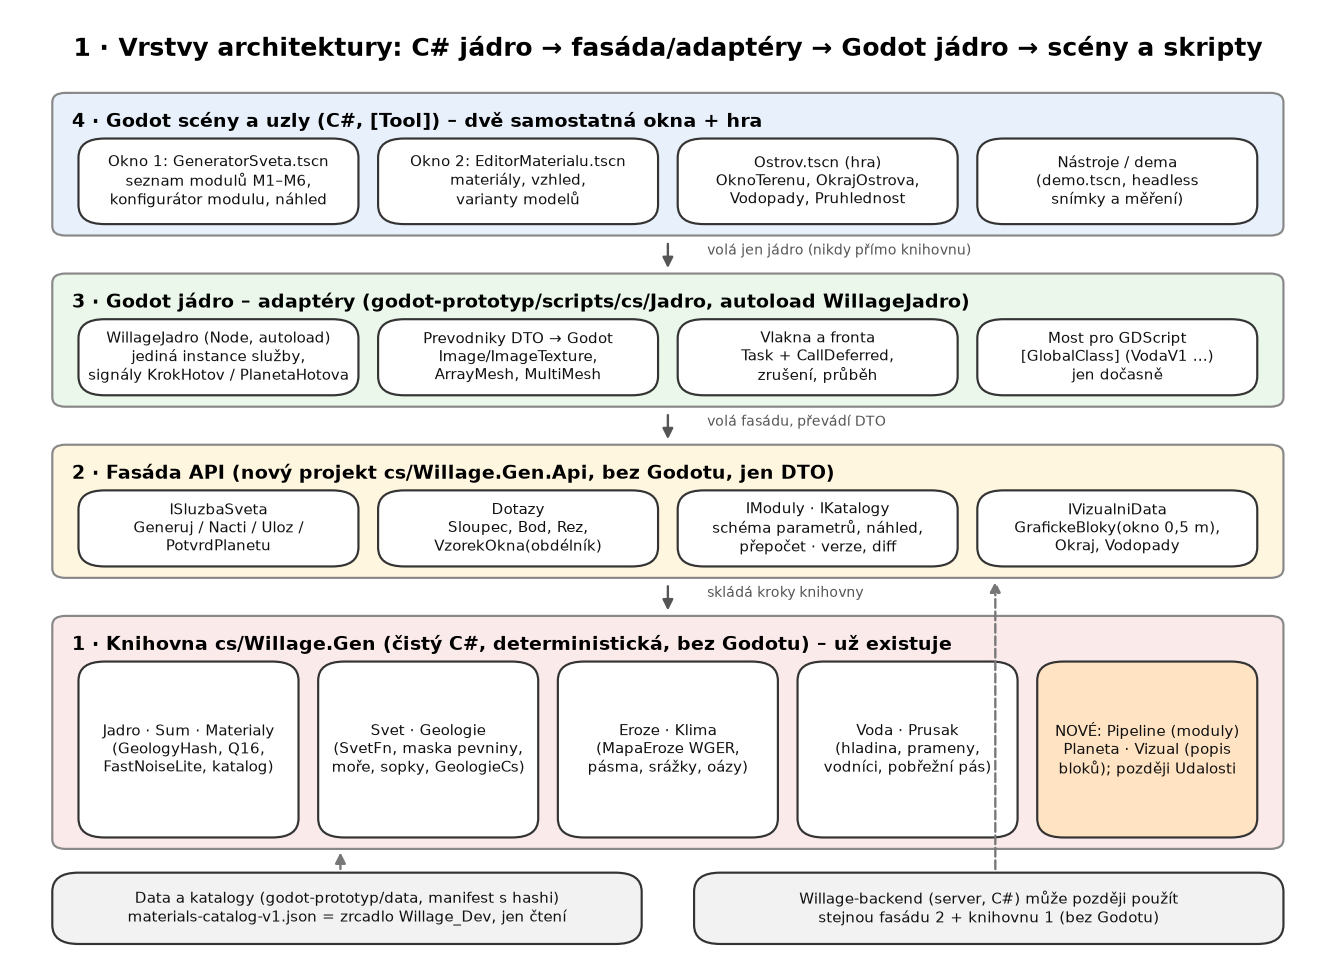 1 · Vrstvy architektury: C# jádro → fasáda/adaptéry → Godot jádro → scény a skripty
4 · Godot scény a uzly (C#, [Tool]) – dvě samostatná okna + hra
Okno 1: GeneratorSveta.tscn
seznam modulů M1–M6,
konfigurátor modulu, náhled
Okno 2: EditorMaterialu.tscn
materiály, vzhled,
varianty modelů
Ostrov.tscn (hra)
OknoTerenu, OkrajOstrova,
Vodopady, Pruhlednost
Nástroje / dema
(demo.tscn, headless
snímky a měření)
volá jen jádro (nikdy přímo knihovnu)
3 · Godot jádro – adaptéry (godot-prototyp/scripts/cs/Jadro, autoload WillageJadro)
WillageJadro (Node, autoload)
jediná instance služby,
signály KrokHotov / PlanetaHotova
Prevodniky DTO → Godot
Image/ImageTexture,
ArrayMesh, MultiMesh
Vlakna a fronta
Task + CallDeferred,
zrušení, průběh
Most pro GDScript
[GlobalClass] (VodaV1 ...)
jen dočasně
volá fasádu, převádí DTO
2 · Fasáda API (nový projekt cs/Willage.Gen.Api, bez Godotu, jen DTO)
ISluzbaSveta
Generuj / Nacti / Uloz /
PotvrdPlanetu
Dotazy
Sloupec, Bod, Rez,
VzorekOkna(obdélník)
IModuly · IKatalogy
schéma parametrů, náhled,
přepočet · verze, diff
IVizualniData
GrafickeBloky(okno 0,5 m),
Okraj, Vodopady
skládá kroky knihovny
1 · Knihovna cs/Willage.Gen (čistý C#, deterministická, bez Godotu) – už existuje
Jadro · Sum · Materialy
(GeologyHash, Q16,
FastNoiseLite, katalog)
Svet · Geologie
(SvetFn, maska pevniny,
moře, sopky, GeologieCs)
Eroze · Klima
(MapaEroze WGER,
pásma, srážky, oázy)
Voda · Prusak
(hladina, prameny,
vodníci, pobřežní pás)
NOVÉ: Pipeline (moduly)
Planeta · Vizual (popis
bloků); později Udalosti
Data a katalogy (godot-prototyp/data, manifest s hashi)
materials-catalog-v1.json = zrcadlo Willage_Dev, jen čtení
Willage-backend (server, C#) může později použít
stejnou fasádu 2 + knihovnu 1 (bez Godotu)